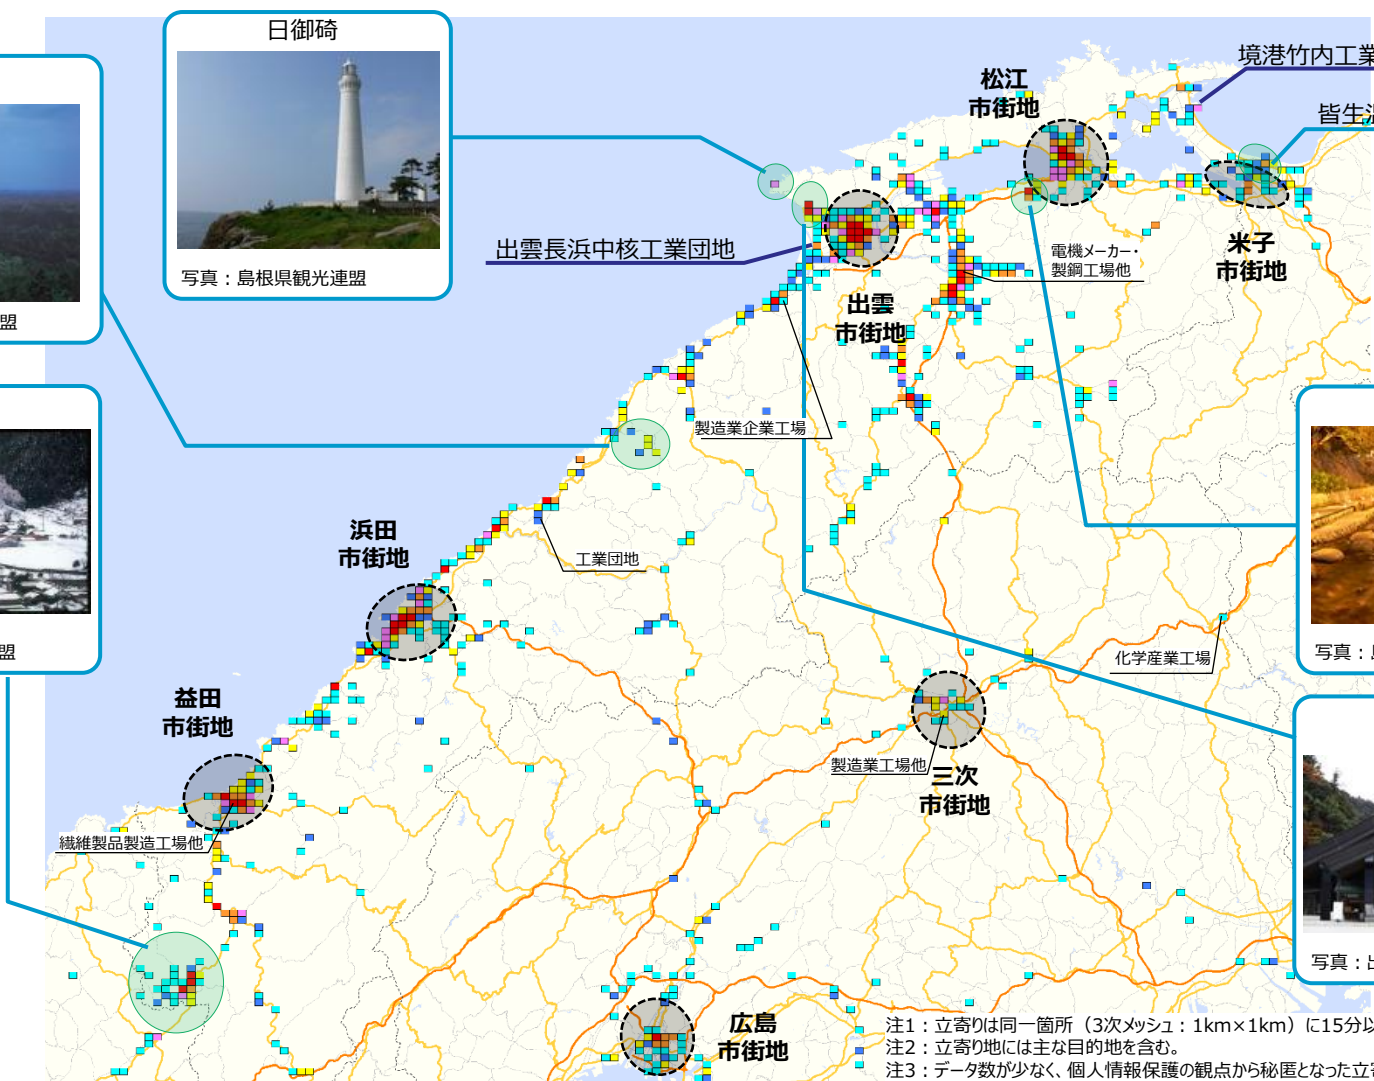 日御碕
写真：島根県観光連盟
盟
盟
松江
市街地
境港竹内工業
皆生温
出雲長浜中核工業団地
電機メーカー・
製鋼工場他
米子
市街地
出雲
市街地
製造業企業工場
浜田
市街地
工業団地
化学産業工場
写真：島
益田
市街地
製造業工場他
三次
市街地
繊維製品製造工場他
写真：出
広島
市街地
注1：立寄りは同一箇所（3次メッシュ：1km×1km）に15分以
注2：立寄り地には主な目的地を含む。
注3：データ数が少なく、個人情報保護の観点から秘匿となった立寄